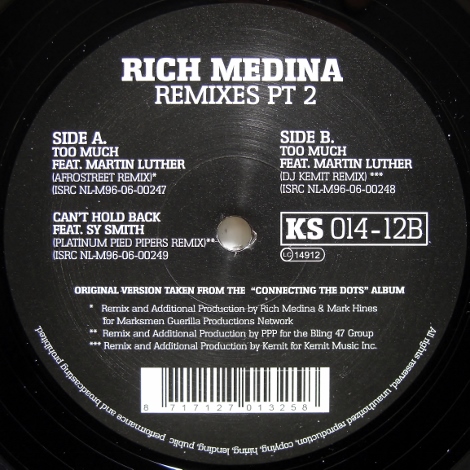 RICH MEDINA
REMIXES PT 2
SIDE A.
TOO MUCH
FEAT. MARTIN LUTHER
(AFROSTREET REMIX)*
(ISRC NL-M96-06-00247
CAN'T HOLD BACK
FEAT. SY SMITH
(PLATINUM PIED PIPERS REMIX)**
(ISRC NL-M96-06-00249
SIDE B.
TOO MUCH
FEAT. MARTIN LUTHER
(DJ KEMIT REMIX) ***
(ISRC NL-M96-06-00248
KS 014-12B
LC 14912
ORIGINAL VERSION TAKEN FROM THE "CONNECTING THE DOTS" ALBUM
* Remix and Additional Production by Rich Medina & Mark Hines
for Marksmen Guerilla Productions Network
** Remix and Additional Production by PPP for the Bling 47 Group
*** Remix and Additional Production by Kemit for Kemit Music Inc.
8 717127 013258
All rights reserved, unauthorized reproduction, copying, hiring, lending, public performance and broadcasting prohibited.